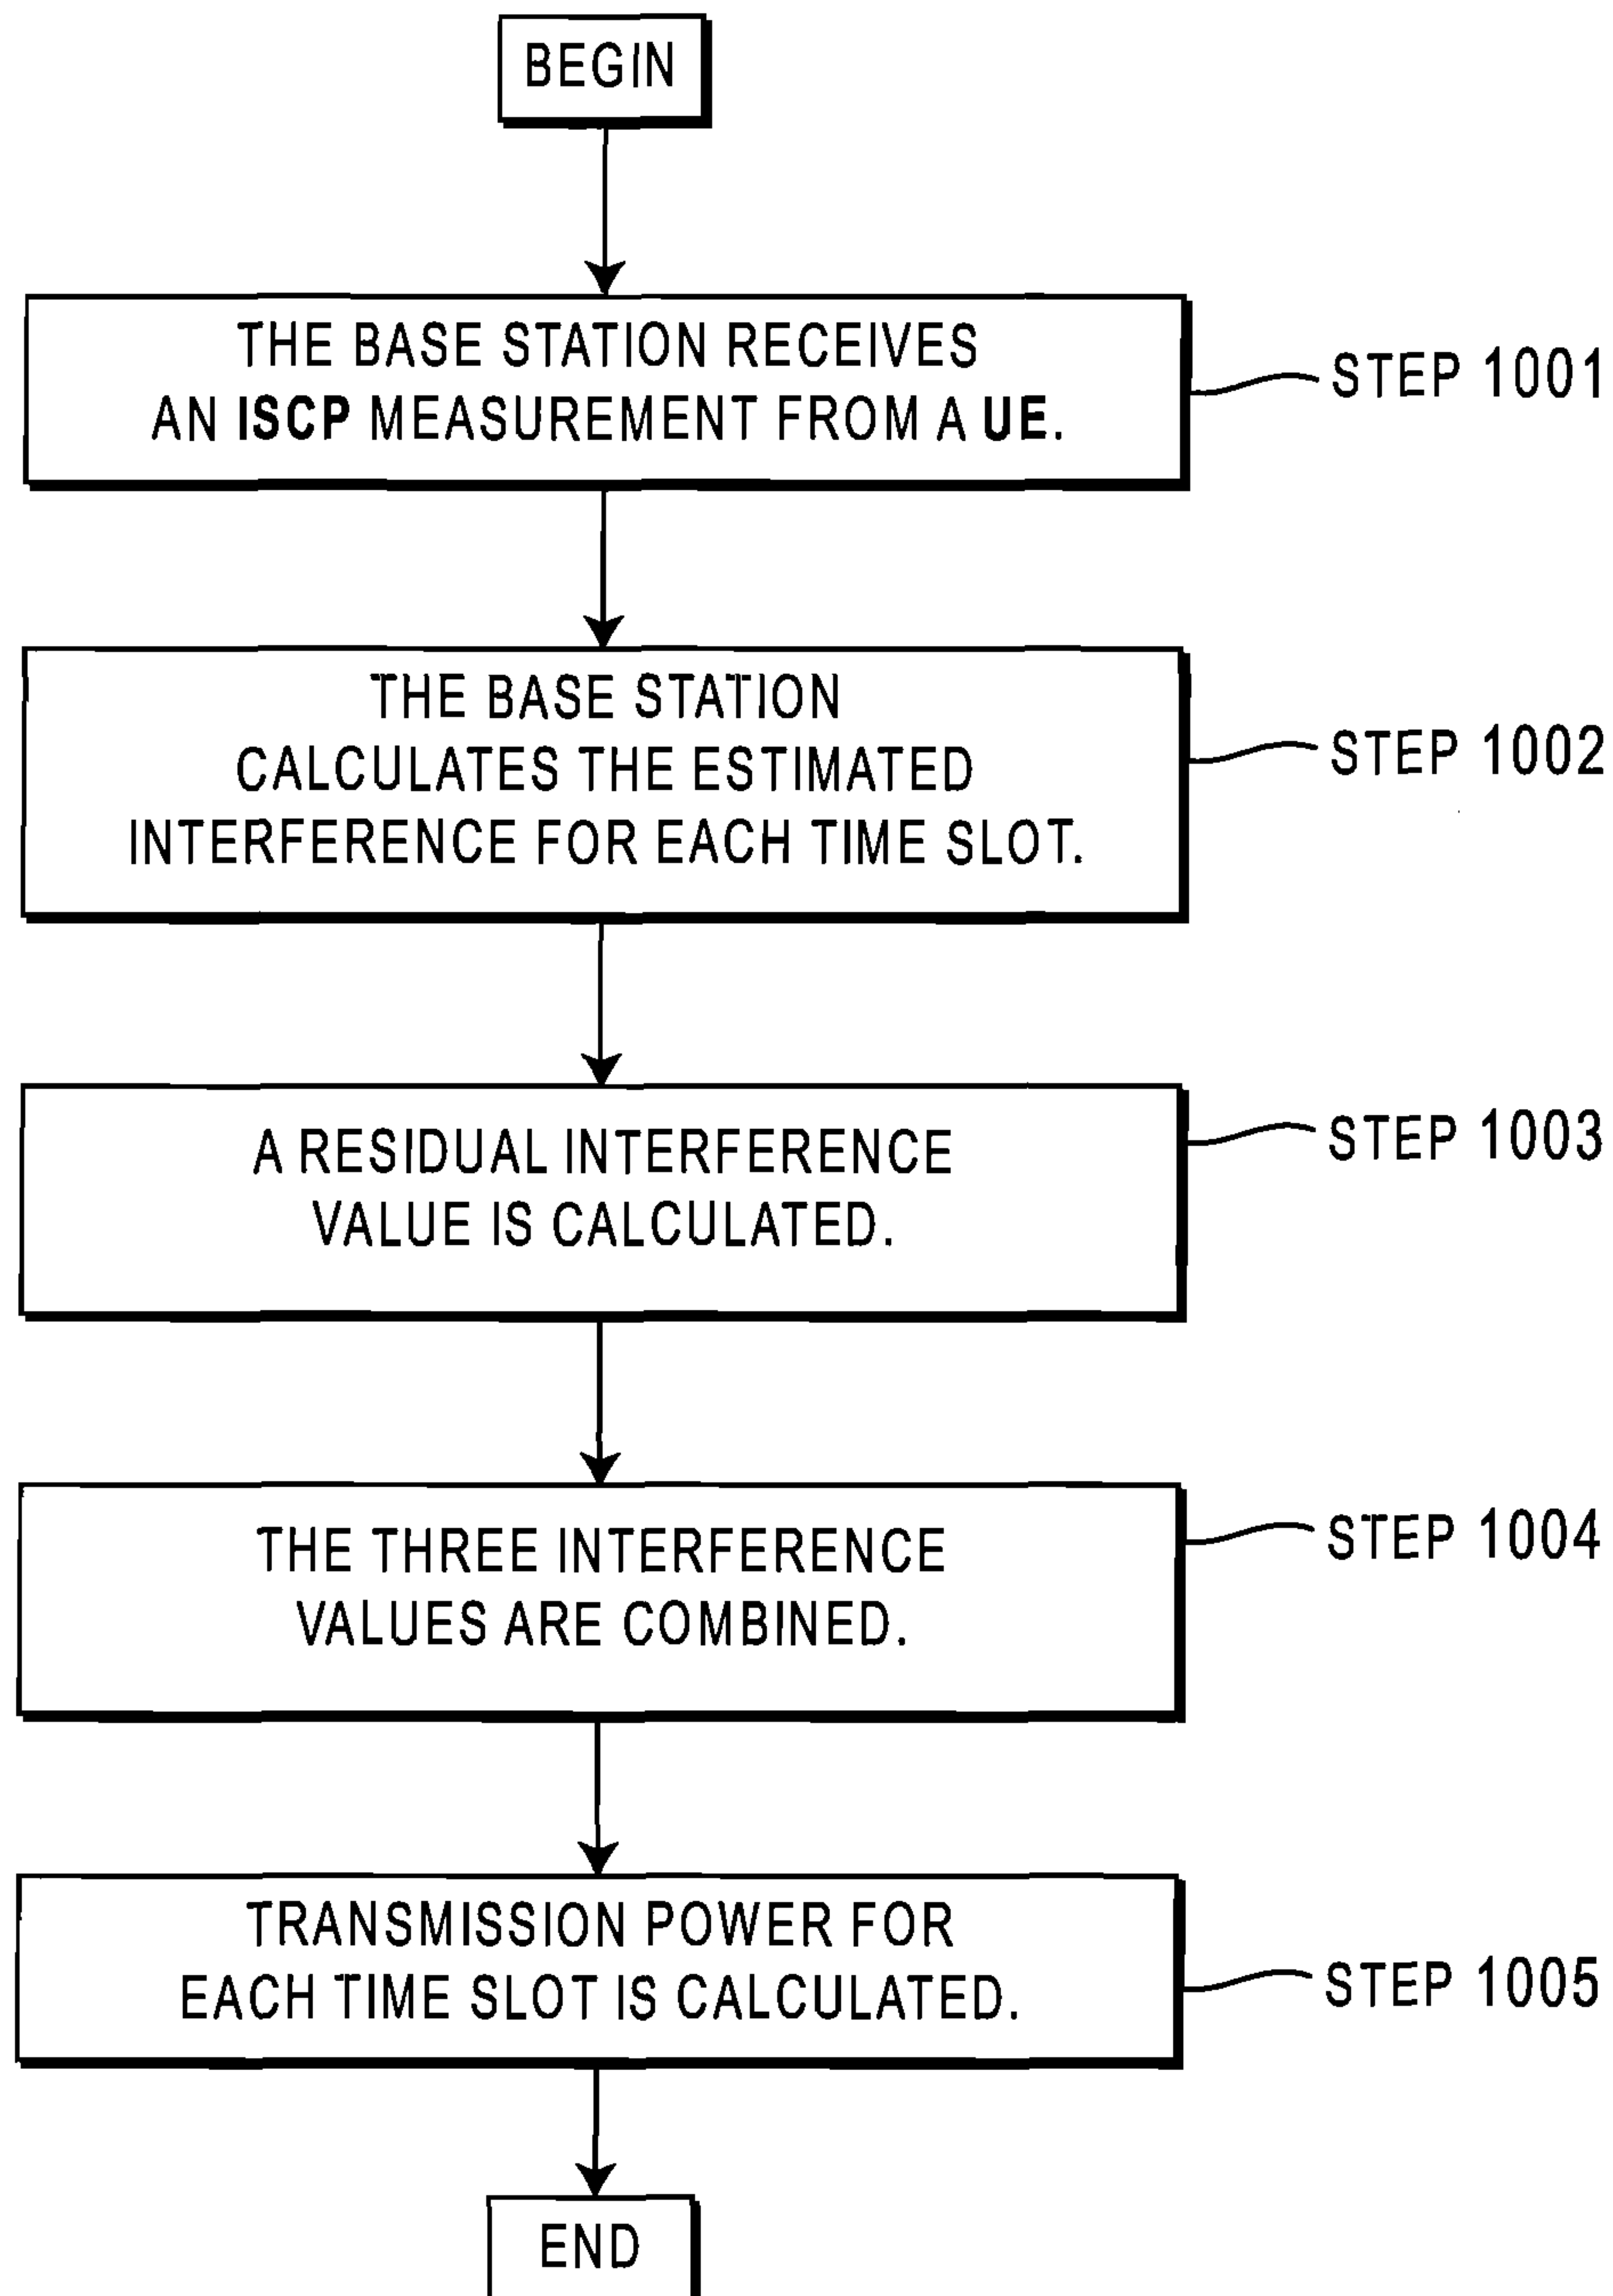 BEGIN
THE BASE STATION RECEIVES
AN ISCP MEASUREMENT FROM A UE.
STEP 1001
THE BASE STATION
CALCULATES THE ESTIMATED
INTERFERENCE FOR EACH TIME SLOT.
STEP 1002
A RESIDUAL INTERFERENCE
VALUE IS CALCULATED.
STEP 1003
THE THREE INTERFERENCE
VALUES ARE COMBINED.
STEP 1004
TRANSMISSION POWER FOR
EACH TIME SLOT IS CALCULATED.
STEP 1005
END